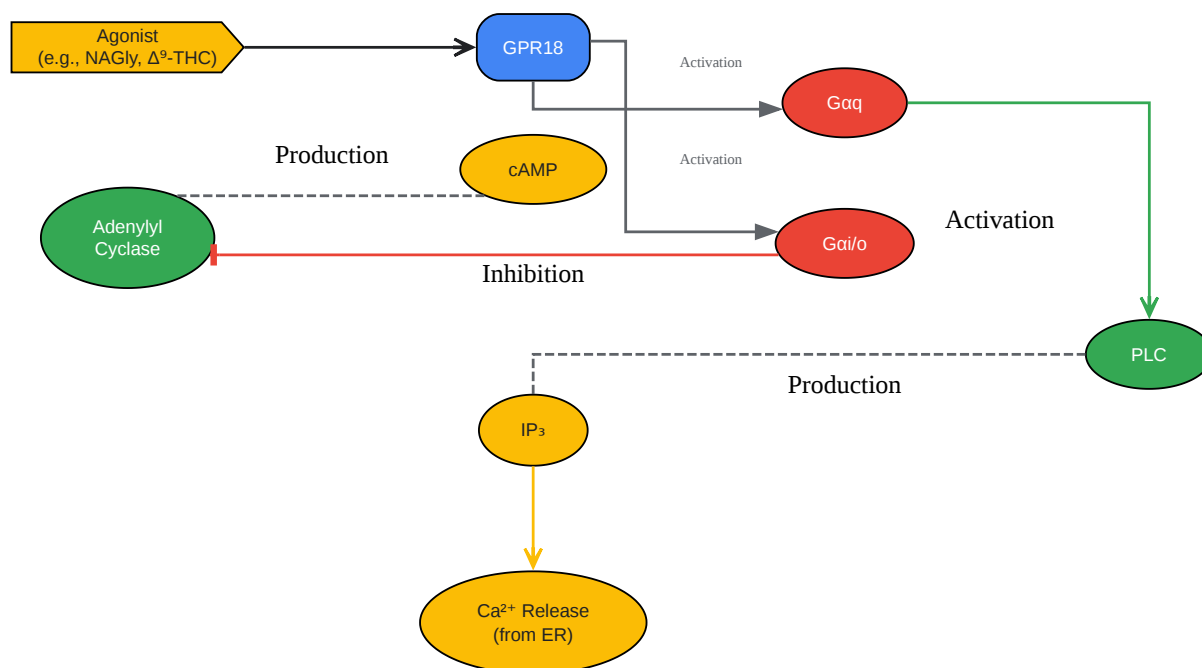 Agonist
(e.g., NAGly, Δ⁹-THC)
GPR18
Activation
Gαq
Production
cAMP
Activation
Adenylyl
Cyclase
Gαi/o
Activation
Inhibition
PLC
Production
IP₃
Ca²⁺ Release
(from ER)